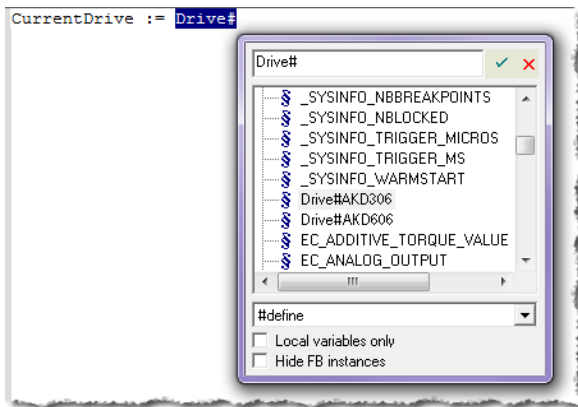 CurrentDrive := Drive#
Drive#
_SYSINFO_NBBREAKPOINTS
_SYSINFO_NBLOCKED
_SYSINFO_TRIGGER_MICROS
_SYSINFO_TRIGGER_MS
_SYSINFO_WARMSTART
Drive#AKD306
Drive#AKD606
EC_ADDITIVE_TORQUE_VALUE
EC_ANALOG_OUTPUT
#define
Local variables only
Hide FB instances